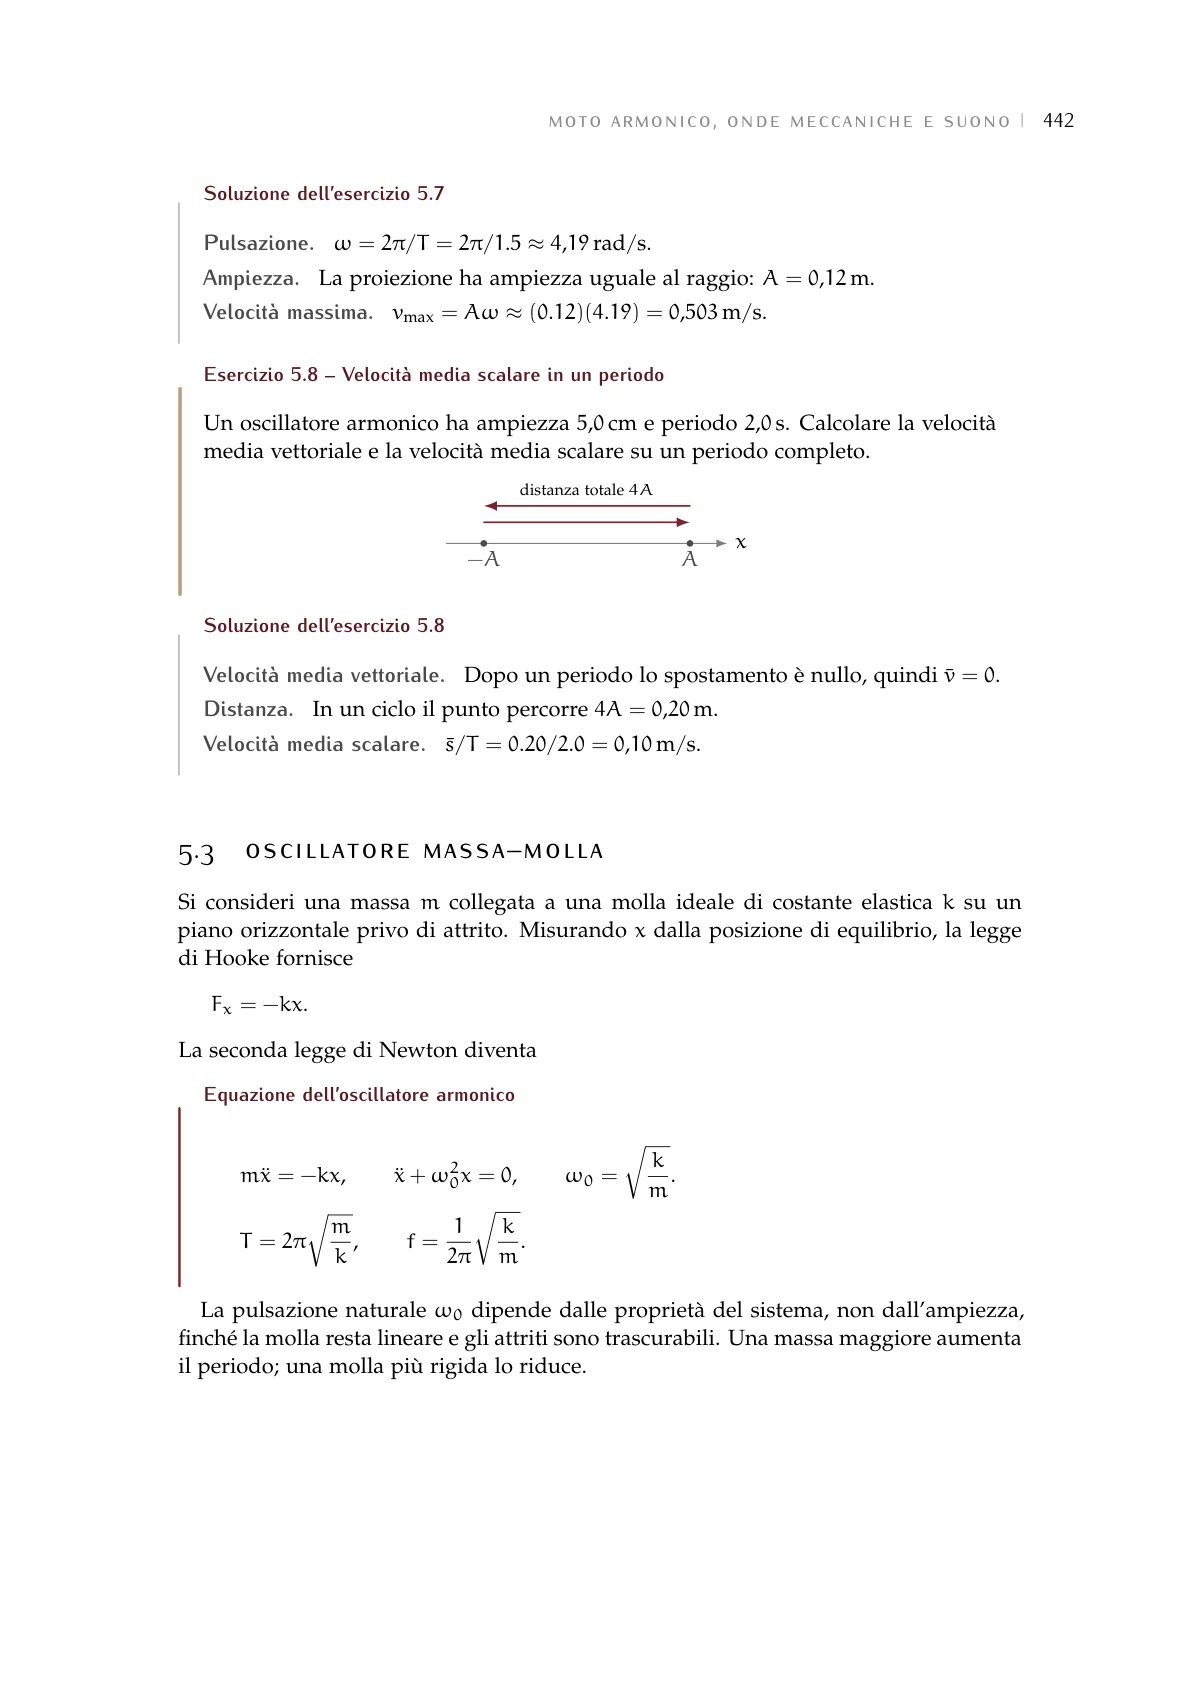 MOTO ARMONICO, ONDE MECCANICHE E SUONO | 442
Soluzione dell'esercizio 5.7
Pulsazione. ω = 2π/T = 2π/1.5 ≈ 4,19 rad/s.
Ampiezza. La proiezione ha ampiezza uguale al raggio: A = 0,12 m.
Velocità massima. v_max = Aω ≈ (0.12)(4.19) = 0,503 m/s.
Esercizio 5.8 – Velocità media scalare in un periodo
Un oscillatore armonico ha ampiezza 5,0 cm e periodo 2,0 s. Calcolare la velocità
media vettoriale e la velocità media scalare su un periodo completo.
distanza totale 4A
x
−A A
Soluzione dell'esercizio 5.8
Velocità media vettoriale. Dopo un periodo lo spostamento è nullo, quindi v̄ = 0.
Distanza. In un ciclo il punto percorre 4A = 0,20 m.
Velocità media scalare. s̄/T = 0.20/2.0 = 0,10 m/s.
5.3 OSCILLATORE MASSA–MOLLA
Si consideri una massa m collegata a una molla ideale di costante elastica k su un
piano orizzontale privo di attrito. Misurando x dalla posizione di equilibrio, la legge
di Hooke fornisce
F_x = −kx.
La seconda legge di Newton diventa
Equazione dell'oscillatore armonico
mẍ = −kx, ẍ + ω₀²x = 0, ω₀ = √(k/m).
T = 2π√(m/k), f = 1/(2π) √(k/m).
La pulsazione naturale ω₀ dipende dalle proprietà del sistema, non dall'ampiezza,
finché la molla resta lineare e gli attriti sono trascurabili. Una massa maggiore aumenta
il periodo; una molla più rigida lo riduce.